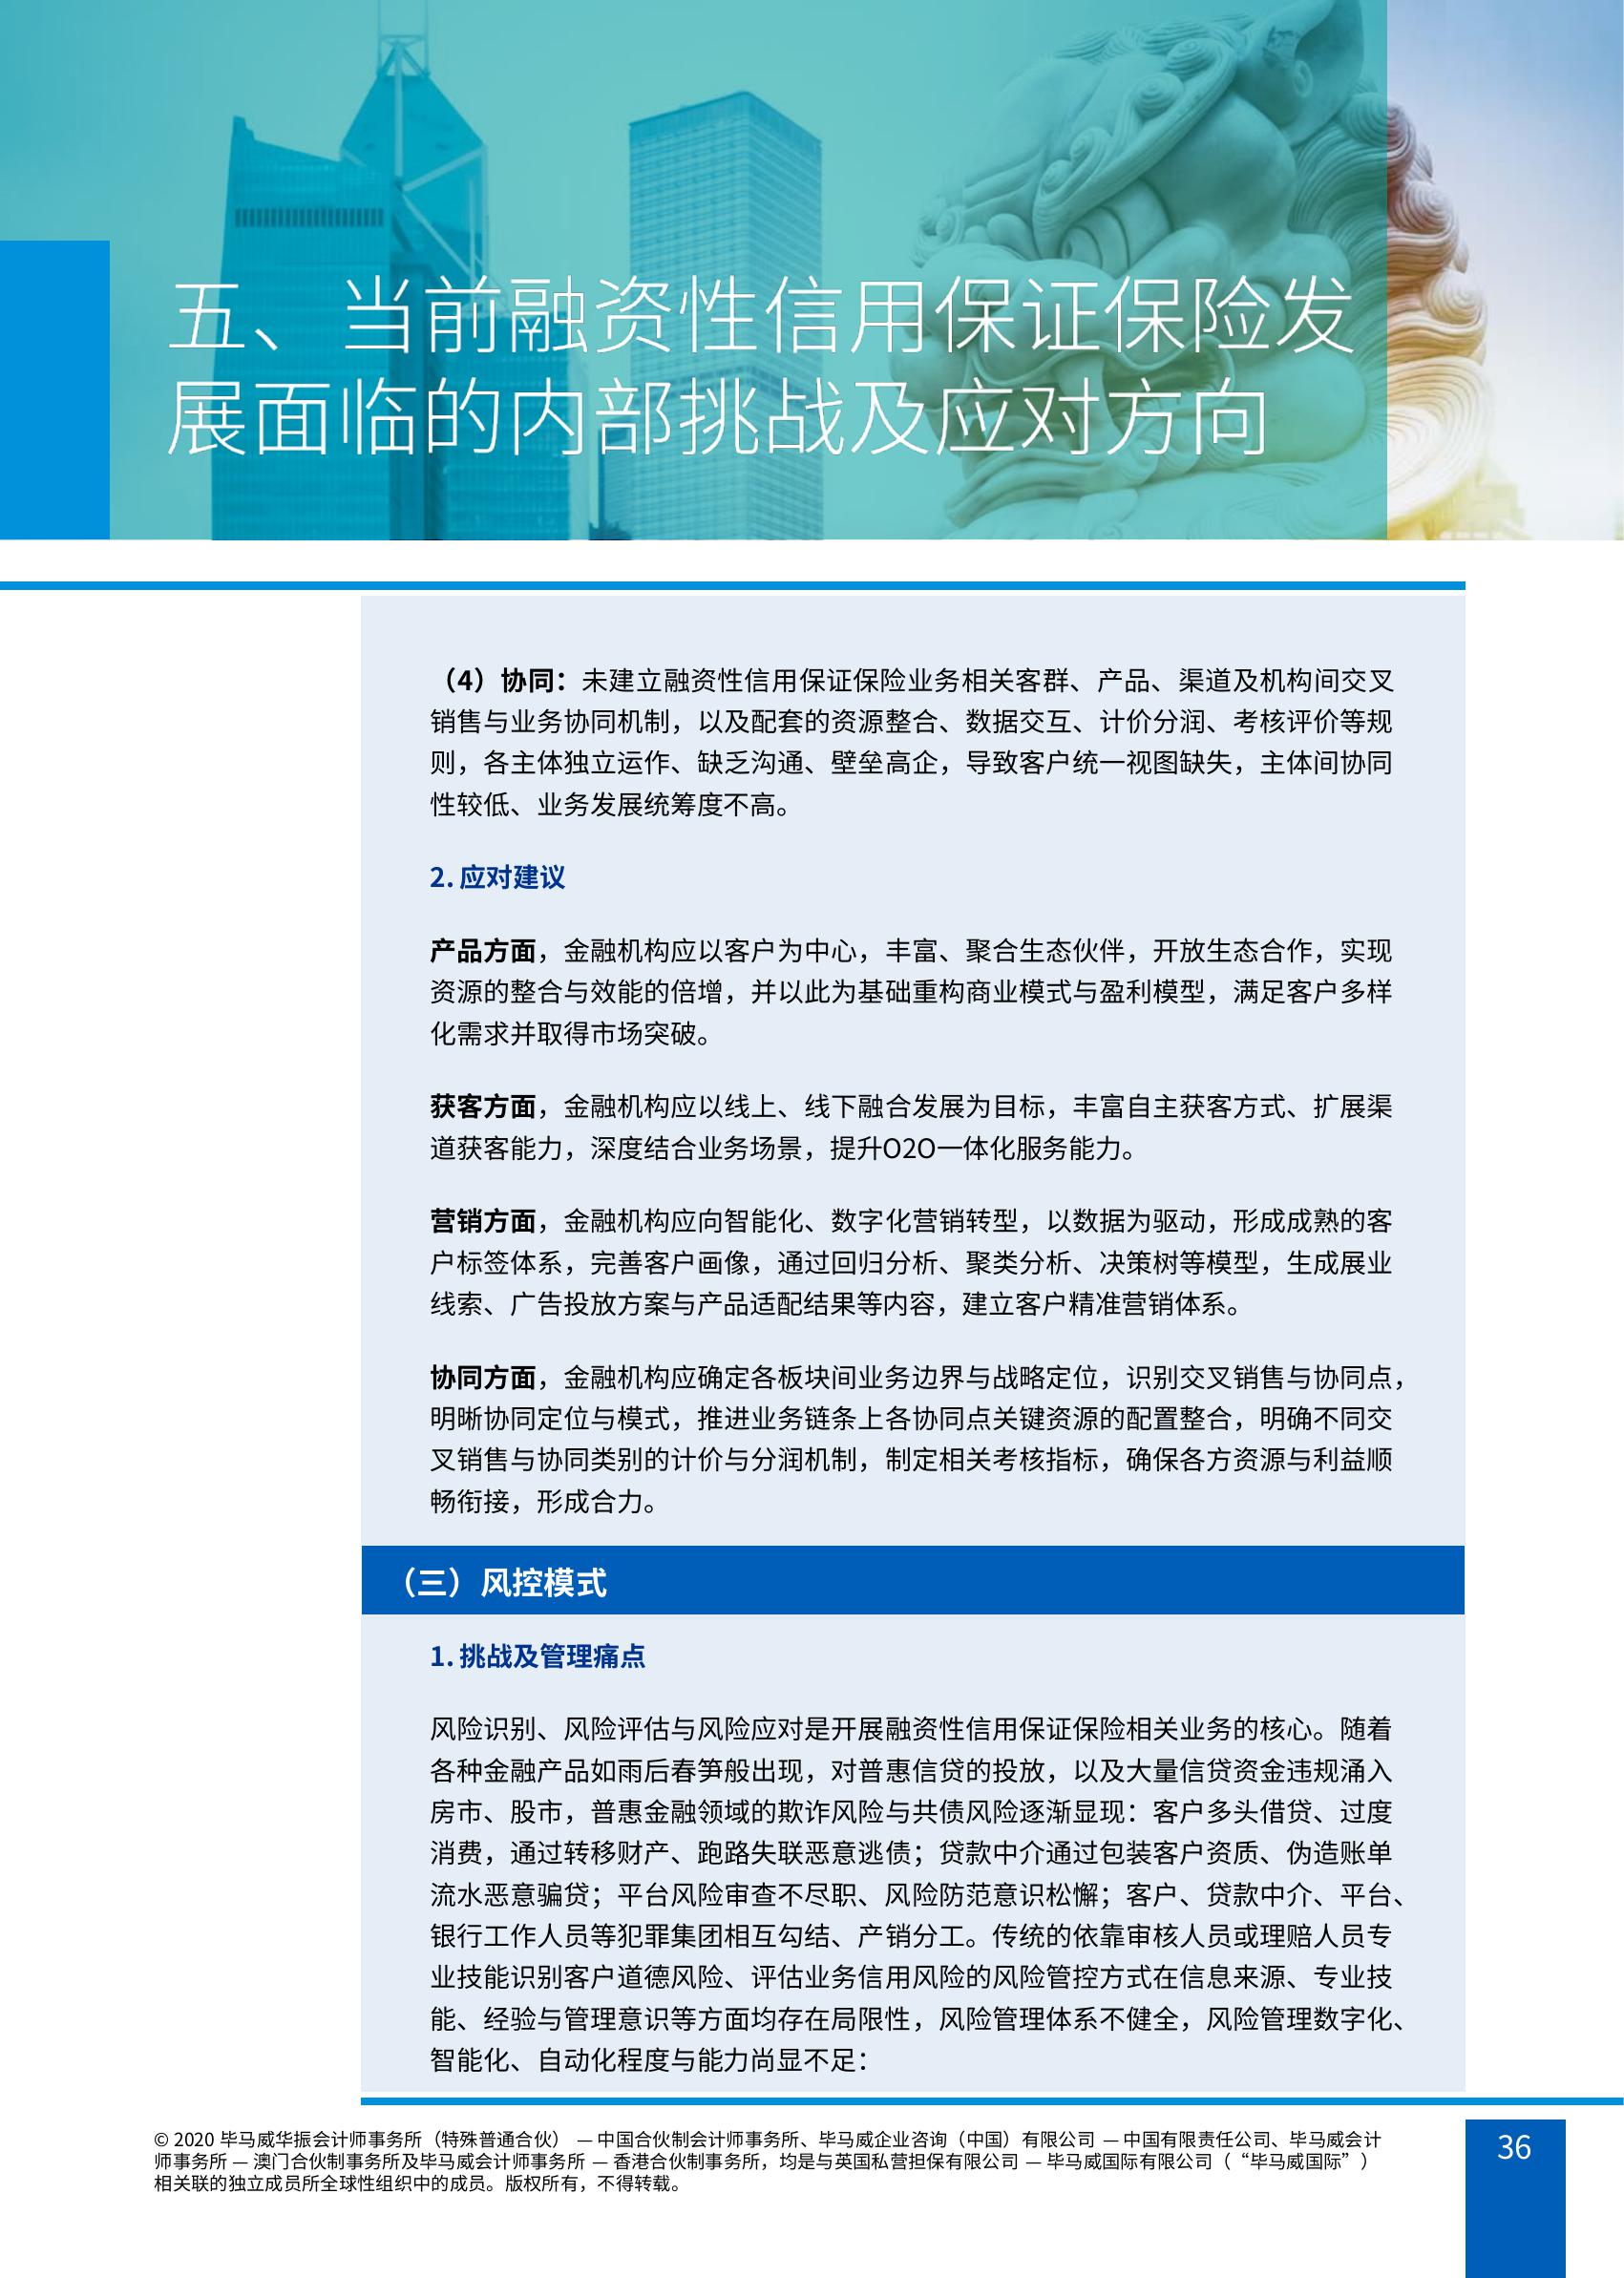 五、当前融资性信用保证保险发
展面临的内部挑战及应对方向
（4）协同：未建立融资性信用保证保险业务相关客群、产品、渠道及机构间交叉
销售与业务协同机制，以及配套的资源整合、数据交互、计价分润、考核评价等规
则，各主体独立运作、缺乏沟通、壁垒高企，导致客户统一视图缺失，主体间协同
性较低、业务发展统筹度不高。
2. 应对建议
产品方面，金融机构应以客户为中心，丰富、聚合生态伙伴，开放生态合作，实现
资源的整合与效能的倍增，并以此为基础重构商业模式与盈利模型，满足客户多样
化需求并取得市场突破。
获客方面，金融机构应以线上、线下融合发展为目标，丰富自主获客方式、扩展渠
道获客能力，深度结合业务场景，提升O2O一体化服务能力。
营销方面，金融机构应向智能化、数字化营销转型，以数据为驱动，形成成熟的客
户标签体系，完善客户画像，通过回归分析、聚类分析、决策树等模型，生成展业
线索、广告投放方案与产品适配结果等内容，建立客户精准营销体系。
协同方面，金融机构应确定各板块间业务边界与战略定位，识别交叉销售与协同点，
明晰协同定位与模式，推进业务链条上各协同点关键资源的配置整合，明确不同交
叉销售与协同类别的计价与分润机制，制定相关考核指标，确保各方资源与利益顺
畅衔接，形成合力。
（三）风控模式
1. 挑战及管理痛点
风险识别、风险评估与风险应对是开展融资性信用保证保险相关业务的核心。随着
各种金融产品如雨后春笋般出现，对普惠信贷的投放，以及大量信贷资金违规涌入
房市、股市，普惠金融领域的欺诈风险与共债风险逐渐显现：客户多头借贷、过度
消费，通过转移财产、跑路失联恶意逃债；贷款中介通过包装客户资质、伪造账单
流水恶意骗贷；平台风险审查不尽职、风险防范意识松懈；客户、贷款中介、平台、
银行工作人员等犯罪集团相互勾结、产销分工。传统的依靠审核人员或理赔人员专
业技能识别客户道德风险、评估业务信用风险的风险管控方式在信息来源、专业技
能、经验与管理意识等方面均存在局限性，风险管理体系不健全，风险管理数字化、
智能化、自动化程度与能力尚显不足：
© 2020 毕马威华振会计师事务所（特殊普通合伙） — 中国合伙制会计师事务所、毕马威企业咨询（中国）有限公司 — 中国有限责任公司、毕马威会计
师事务所 — 澳门合伙制事务所及毕马威会计师事务所 — 香港合伙制事务所，均是与英国私营担保有限公司 — 毕马威国际有限公司（“毕马威国际”）
相关联的独立成员所全球性组织中的成员。版权所有，不得转载。
36